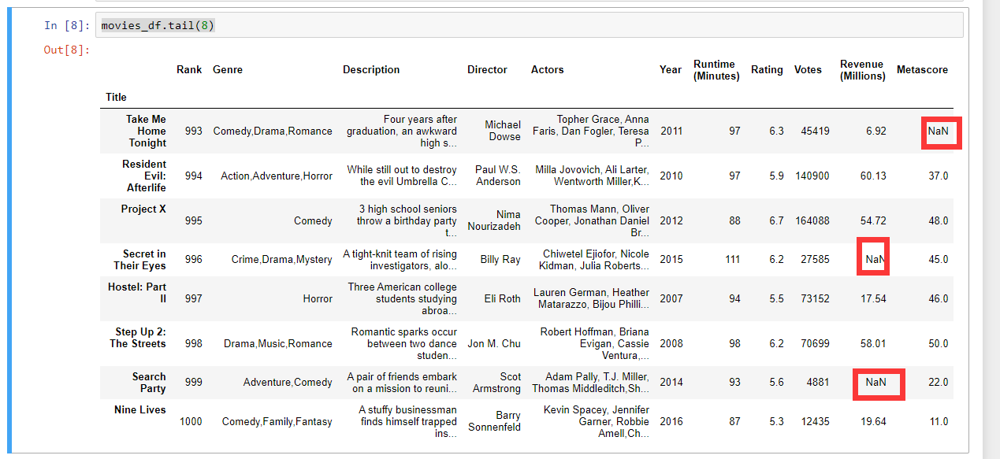 In [8]: movies_df.tail(8)
Out[8]:
Rank Genre Description Director Actors Year Runtime (Minutes) Rating Votes Revenue (Millions) Metascore
Title
Take Me Home Tonight 993 Comedy,Drama,Romance Four years after graduation, an awkward high s... Michael Dowse Topher Grace, Anna Faris, Dan Fogler, Teresa P... 2011 97 6.3 45419 6.92 NaN
Resident Evil: Afterlife 994 Action,Adventure,Horror While still out to destroy the evil Umbrella C... Paul W.S. Anderson Milla Jovovich, Ali Larter, Wentworth Miller,K... 2010 97 5.9 140900 60.13 37.0
Project X 995 Comedy 3 high school seniors throw a birthday party t... Nima Nourizadeh Thomas Mann, Oliver Cooper, Jonathan Daniel Br... 2012 88 6.7 164088 54.72 48.0
Secret in Their Eyes 996 Crime,Drama,Mystery A tight-knit team of rising investigators, alo... Billy Ray Chiwetel Ejiofor, Nicole Kidman, Julia Roberts... 2015 111 6.2 27585 NaN 45.0
Hostel: Part II 997 Horror Three American college students studying abroa... Eli Roth Lauren German, Heather Matarazzo, Bijou Philli... 2007 94 5.5 73152 17.54 46.0
Step Up 2: The Streets 998 Drama,Music,Romance Romantic sparks occur between two dance studen... Jon M. Chu Robert Hoffman, Briana Evigan, Cassie Ventura,... 2008 98 6.2 70699 58.01 50.0
Search Party 999 Adventure,Comedy A pair of friends embark on a mission to reuni... Scot Armstrong Adam Pally, T.J. Miller, Thomas Middleditch,Sh... 2014 93 5.6 4881 NaN 22.0
Nine Lives 1000 Comedy,Family,Fantasy A stuffy businessman finds himself trapped ins... Barry Sonnenfeld Kevin Spacey, Jennifer Garner, Robbie Amell,Ch... 2016 87 5.3 12435 19.64 11.0